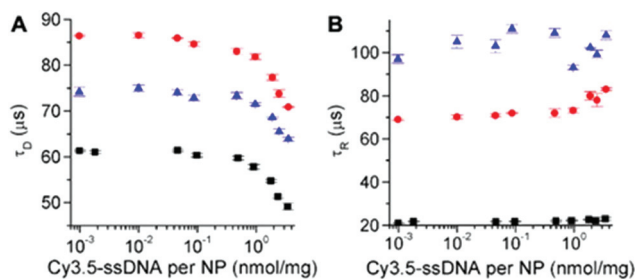 A
B
τD (μs)
90
80
70
60
50
10⁻³ 10⁻² 10⁻¹ 10⁰
Cy3.5-ssDNA per NP (nmol/mg)
τR (μs)
100
80
60
40
20
10⁻³ 10⁻² 10⁻¹ 10⁰
Cy3.5-ssDNA per NP (nmol/mg)